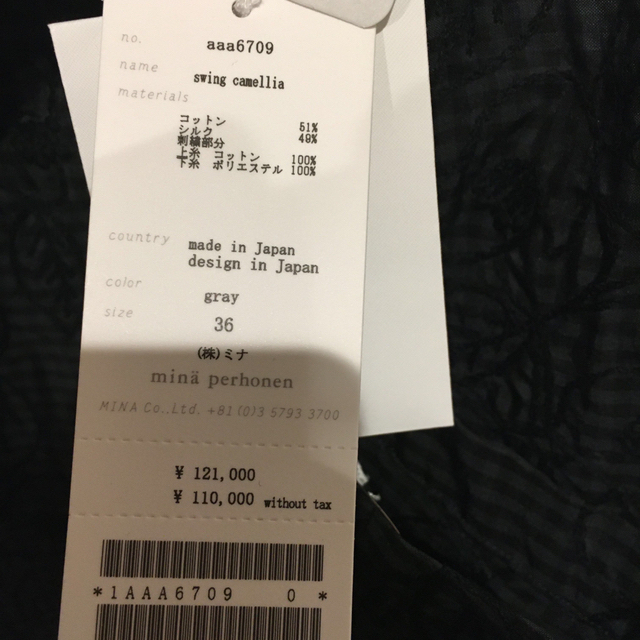 no. aaa6709
name swing camellia
materials
コットン 51%
シルク 49%
刺繍部分
上糸 コットン 100%
下糸 ポリエステル 100%
country made in Japan
design in Japan
color gray
size 36
(株)ミナ
minä perhonen
MINA Co.,Ltd. +81 (0)3 5793 3700
¥ 121,000
¥ 110,000 without tax
*1AAA6709 0 *